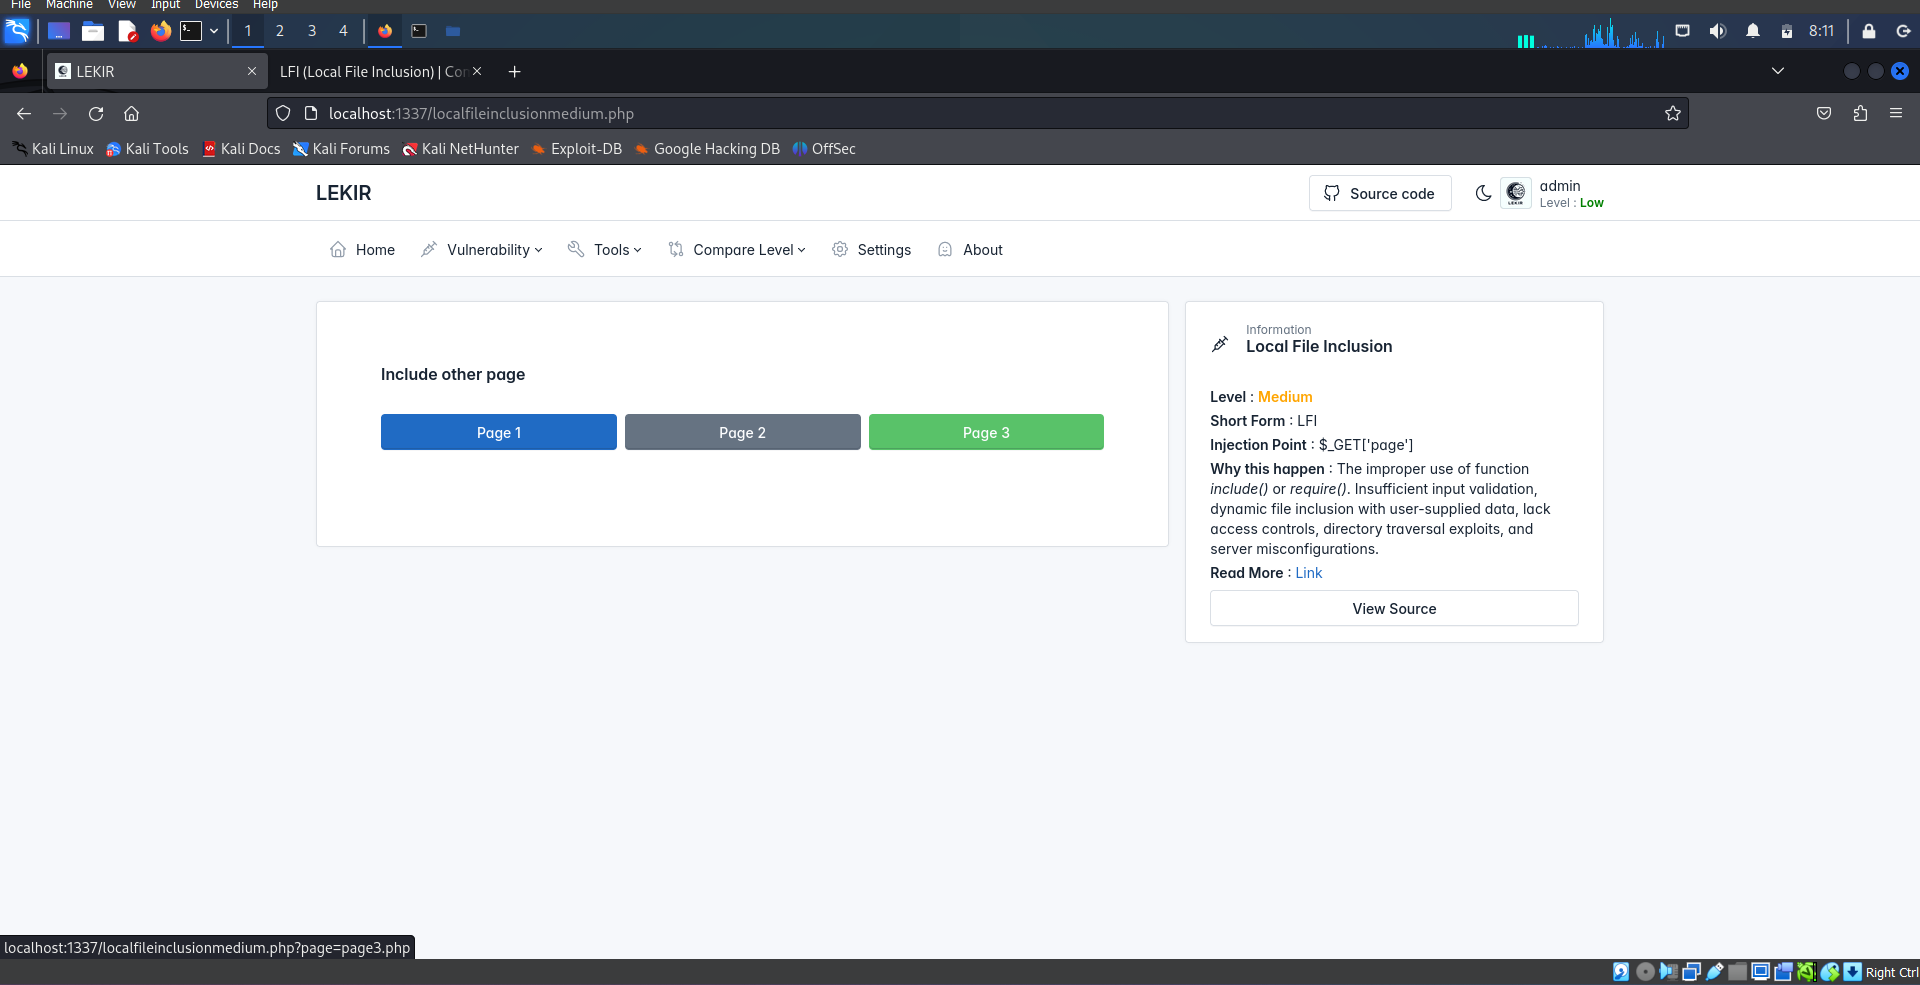 File Machine View Input Devices Help
1 2 3 4 8:11
LEKIR LFI (Local File Inclusion) | Co
localhost:1337/localfileinclusionmedium.php
Kali Linux Kali Tools Kali Docs Kali Forums Kali NetHunter Exploit-DB Google Hacking DB OffSec
LEKIR
Source code
admin
Level : Low
Home Vulnerability Tools Compare Level Settings About
Include other page
Page 1 Page 2 Page 3
Information
Local File Inclusion
Level : Medium
Short Form : LFI
Injection Point : $_GET['page']
Why this happen : The improper use of function
include() or require(). Insufficient input validation,
dynamic file inclusion with user-supplied data, lack
access controls, directory traversal exploits, and
server misconfigurations.
Read More : Link
View Source
localhost:1337/localfileinclusionmedium.php?page=page3.php
Right Ctrl